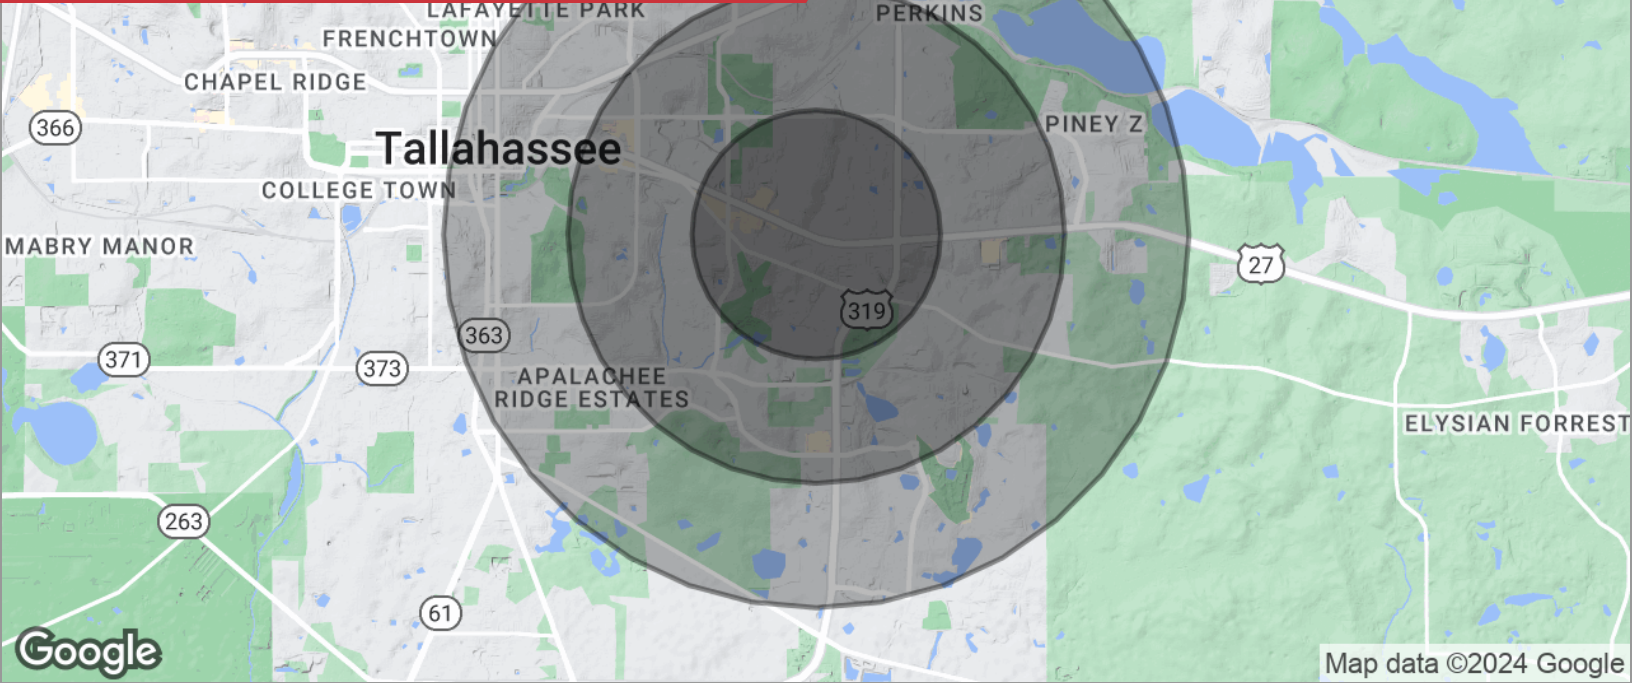 LAFAYETTE PARK
PERKINS
FRENCHTOWN
CHAPEL RIDGE
366
PINEY Z
Tallahassee
COLLEGE TOWN
MABRY MANOR
27
319
363
371
373
APALACHEE
RIDGE ESTATES
ELYSIAN FORREST
263
61
Google
Map data ©2024 Google